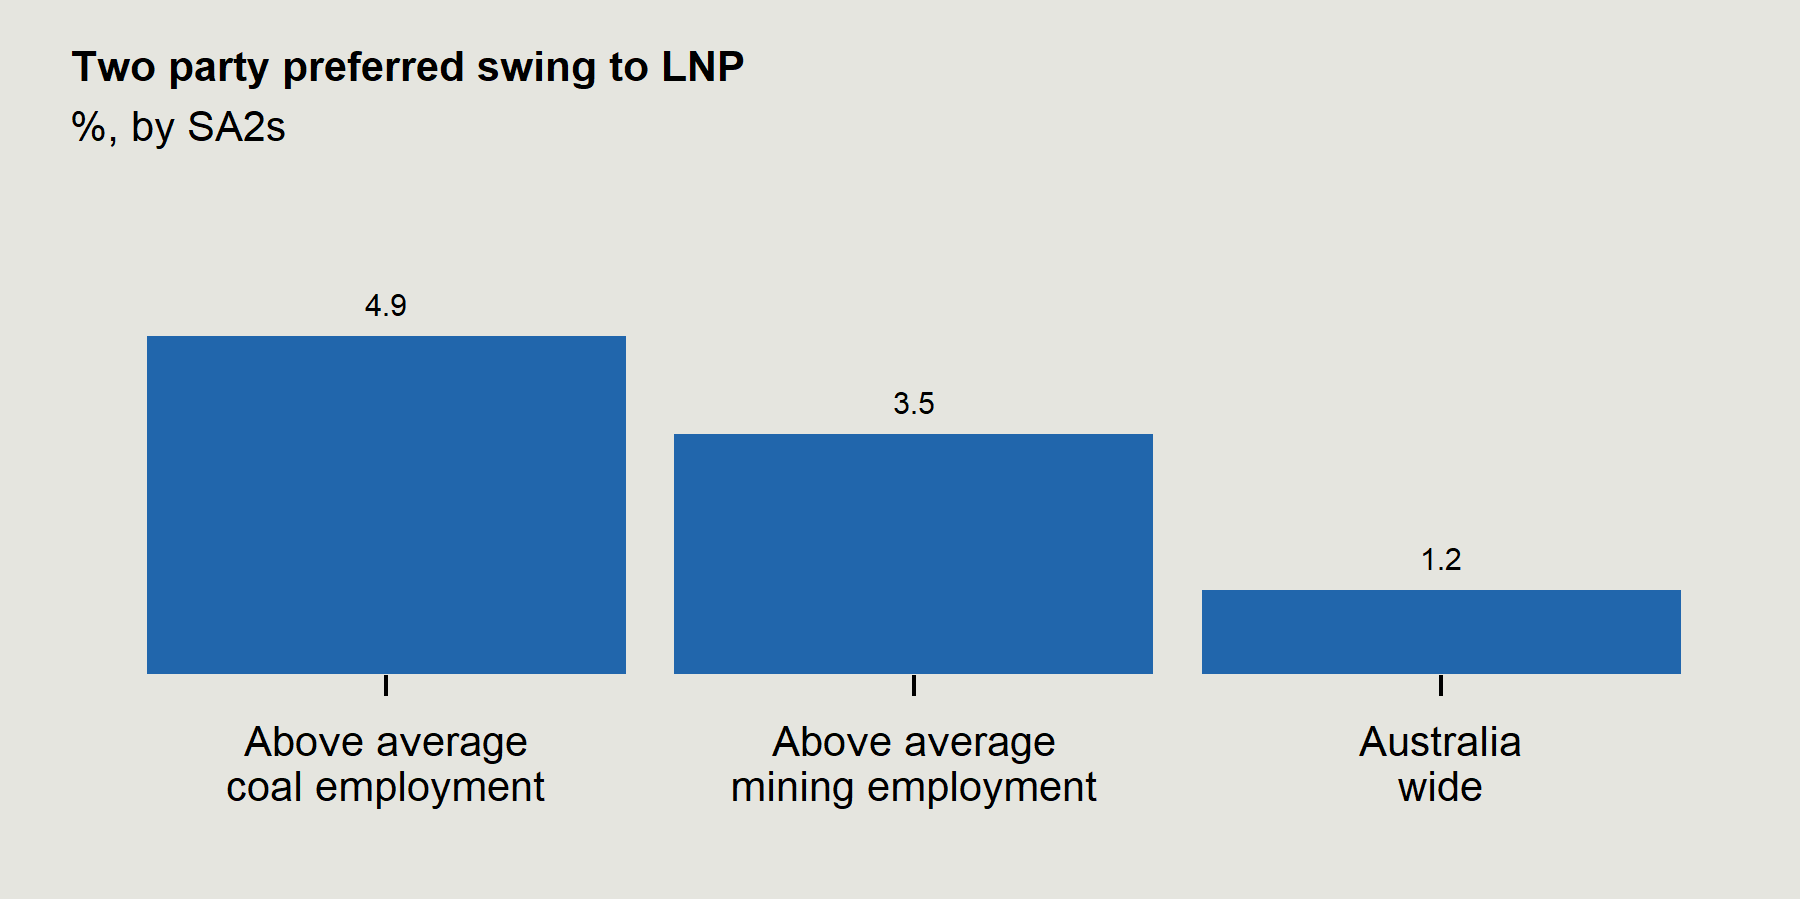 Two party preferred swing to LNP
%, by SA2s
4.9
3.5
1.2
Above average
coal employment
Above average
mining employment
Australia
wide